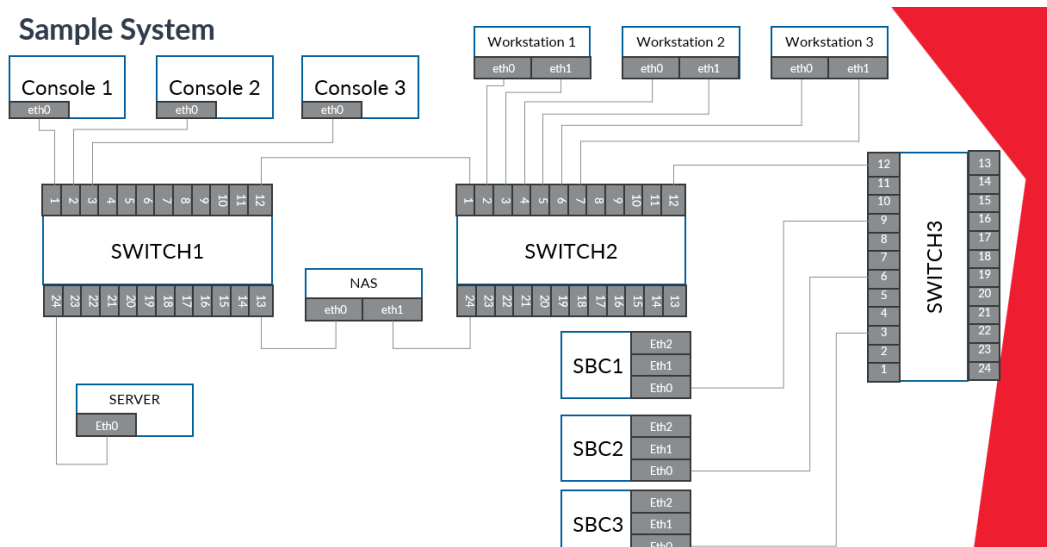 Sample System
Console 1
eth0
Console 2
eth0
Console 3
eth0
Workstation 1
eth0 eth1
Workstation 2
eth0 eth1
Workstation 3
eth0 eth1
1 2 3 4 5 6 7 8 9 10 11 12
SWITCH1
24 23 22 21 20 19 18 17 16 15 14 13
1 2 3 4 5 6 7 8 9 10 11 12
SWITCH2
24 23 22 21 20 19 18 17 16 15 14 13
NAS
eth0 eth1
SERVER
Eth0
SBC1
Eth2
Eth1
Eth0
SBC2
Eth2
Eth1
Eth0
SBC3
Eth2
Eth1
Eth0
12
11
10
9
8
7
6
5
4
3
2
1
SWITCH3
13
14
15
16
17
18
19
20
21
22
23
24